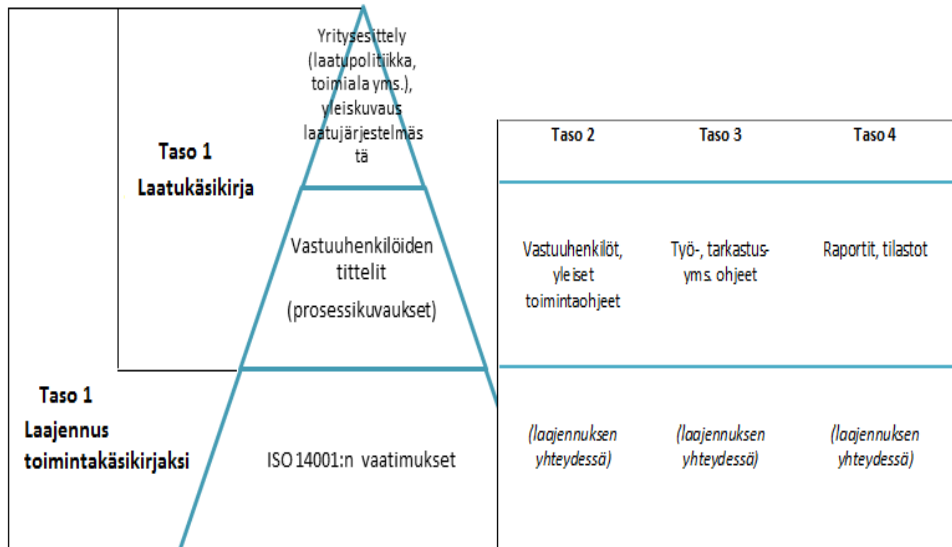 Yritysesittely
(laatupolitiikka,
toimiala yms.),
yleiskuvaus
laatujärjestelmäs
tä
Taso 1
Laatukäsikirja
Vastuuhenkilöiden
tittelit
(prosessikuvaukset)
Taso 1
Laajennus
toimintakäsikirjaksi
ISO 14001:n vaatimukset
Taso 2
Taso 3
Taso 4
Vastuuhenkilöt,
yleiset
toimintaohjeet
Työ-, tarkastus-
yms. ohjeet
Raportit, tilastot
(laajennuksen
yhteydessä)
(laajennuksen
yhteydessä)
(laajennuksen
yhteydessä)